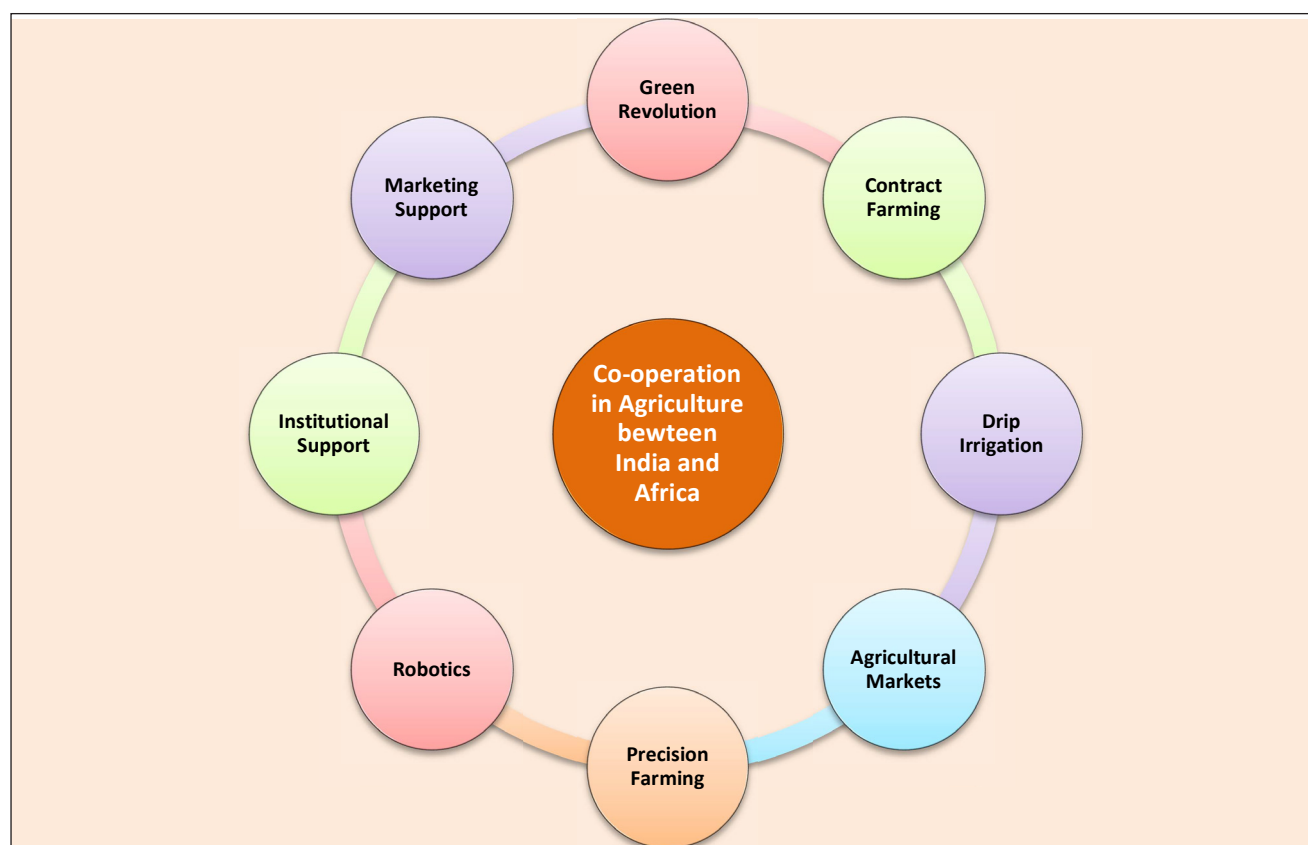 Green
Revolution
Contract
Farming
Drip
Irrigation
Agricultural
Markets
Precision
Farming
Robotics
Institutional
Support
Marketing
Support
Co-operation
in Agriculture
bewteen
India and
Africa